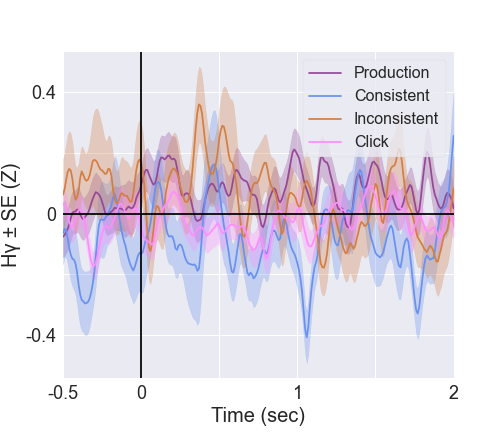 Production
Consistent
Inconsistent
Click
0.4
0
-0.4
Hγ ± SE (Z)
-0.5 0 1 2
Time (sec)